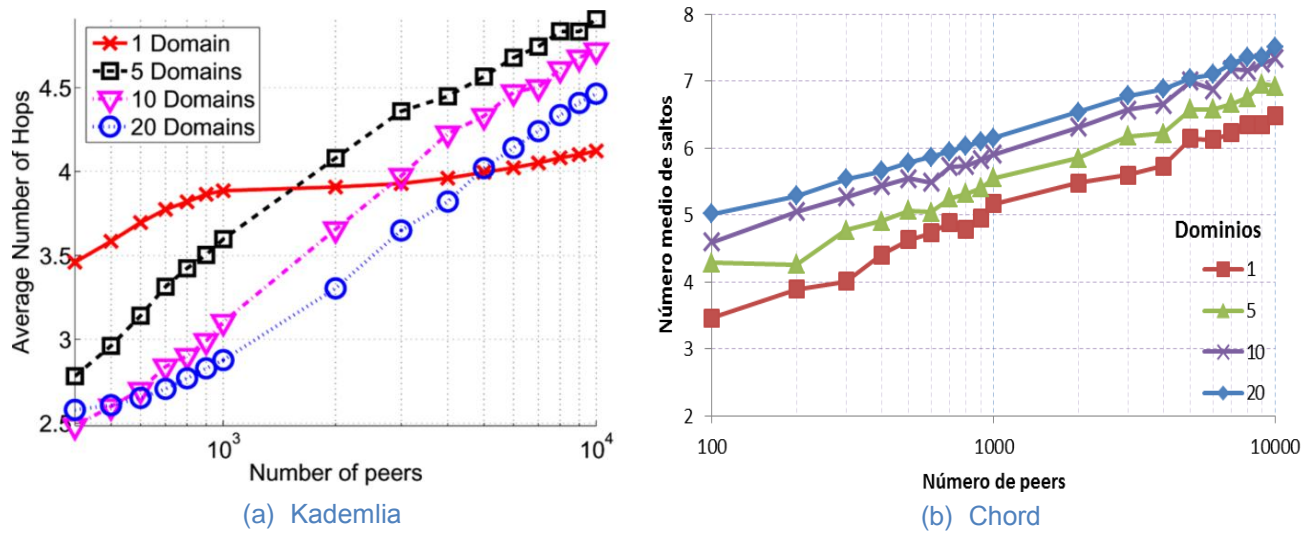 4.5
4
3.5
3
2.5
Average Number of Hops
1 Domain
5 Domains
10 Domains
20 Domains
10³
10⁴
Number of peers
(a) Kademlia
8
7
6
5
4
3
2
Número medio de saltos
Dominios
1
5
10
20
100
1000
10000
Número de peers
(b) Chord